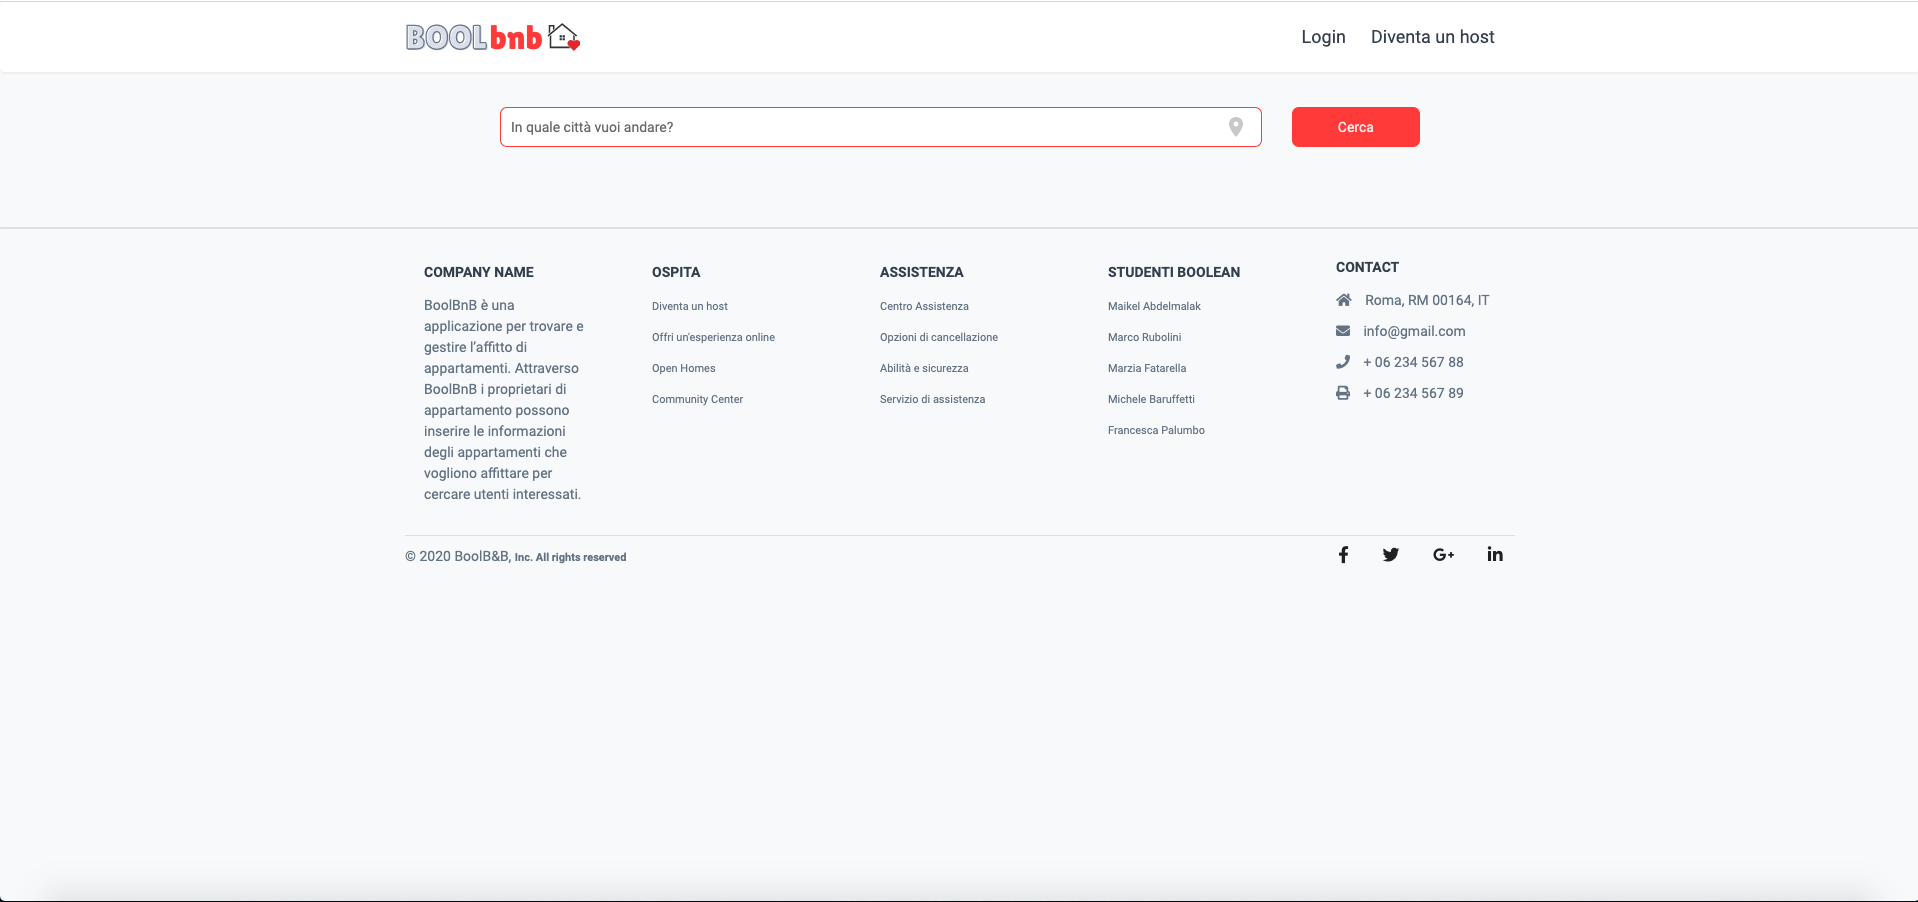 BOOLbnb
Login
Diventa un host
In quale città vuoi andare?
Cerca
COMPANY NAME
BoolBnB è una
applicazione per trovare e
gestire l’affitto di
appartamenti. Attraverso
BoolBnB i proprietari di
appartamento possono
inserire le informazioni
degli appartamenti che
vogliono affittare per
cercare utenti interessati.
OSPITA
Diventa un host
Offri un'esperienza online
Open Homes
Community Center
ASSISTENZA
Centro Assistenza
Opzioni di cancellazione
Abilità e sicurezza
Servizio di assistenza
STUDENTI BOOLEAN
Maikel Abdelmalak
Marco Rubolini
Marzia Fatarella
Michele Baruffetti
Francesca Palumbo
CONTACT
Roma, RM 00164, IT
info@gmail.com
+ 06 234 567 88
+ 06 234 567 89
© 2020 BoolB&B, Inc. All rights reserved